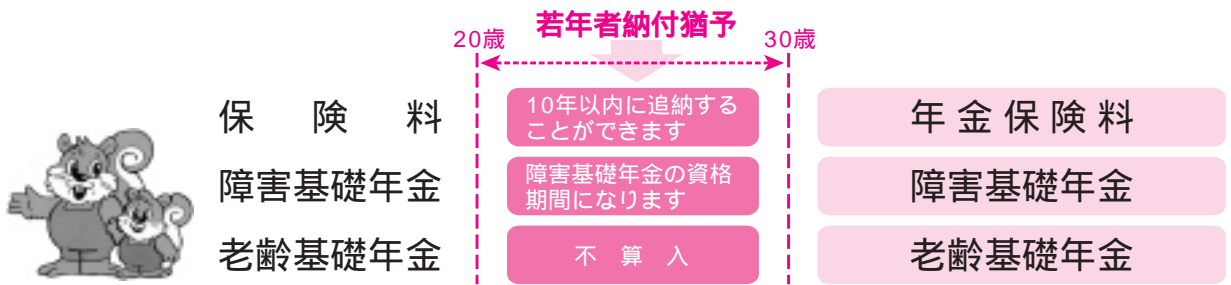 若年者納付猶予
20歳 30歳
保険料 10年以内に追納する
ことができます 年金保険料
障害基礎年金 障害基礎年金の資格
期間になります 障害基礎年金
老齢基礎年金 不算入 老齢基礎年金